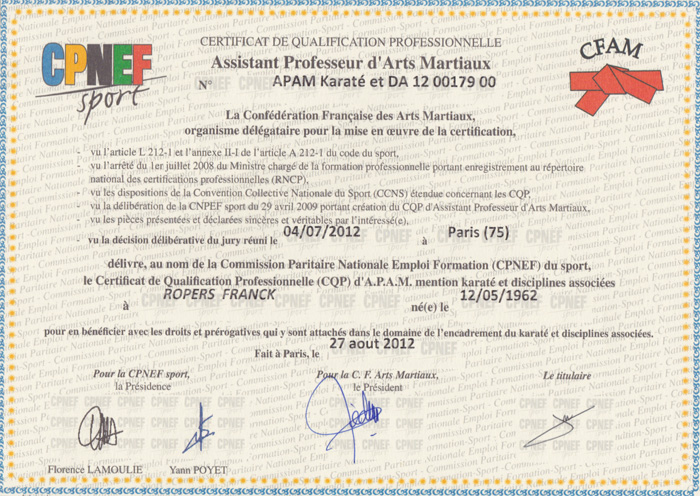 CPNEF
sport
CERTIFICAT DE QUALIFICATION PROFESSIONNELLE
Assistant Professeur d'Arts Martiaux
N° APAM Karaté et DA 12 00179 00
CFAM
La Confédération Française des Arts Martiaux,
organisme délégataire pour la mise en œuvre de la certification,
- vu l'article L 212-1 et l'annexe II-1 de l'article A 212-1 du code du sport,
- vu l'arrêté du 1er juillet 2008 du Ministre chargé de la formation professionnelle portant enregistrement au répertoire
national des certifications professionnelles (RNCP),
- vu les dispositions de la Convention Collective Nationale du Sport (CCNS) étendue concernant les CQP,
- vu la délibération de la CNPEF sport du 29 avril 2009 portant création du CQP d'Assistant Professeur d'Arts Martiaux,
- vu les pièces présentées et déclarées sincères et véritables par l'intéressé(e),
- vu la décision délibérative du jury réuni le 04/07/2012 à Paris (75)
délivre, au nom de la Commission Paritaire Nationale Emploi Formation (CPNEF) du sport,
le Certificat de Qualification Professionnelle (CQP) d'A.P.A.M. mention karaté et disciplines associées
à ROPERS FRANCK né(e) le 12/05/1962
pour en bénéficier avec les droits et prérogatives qui y sont attachés dans le domaine de l'encadrement du karaté et disciplines associées.
Fait à Paris, le 27 aout 2012
Pour la CPNEF sport,
la Présidence
Pour la C. F. Arts Martiaux,
le Président
Le titulaire
Florence LAMOULIE Yann POYET